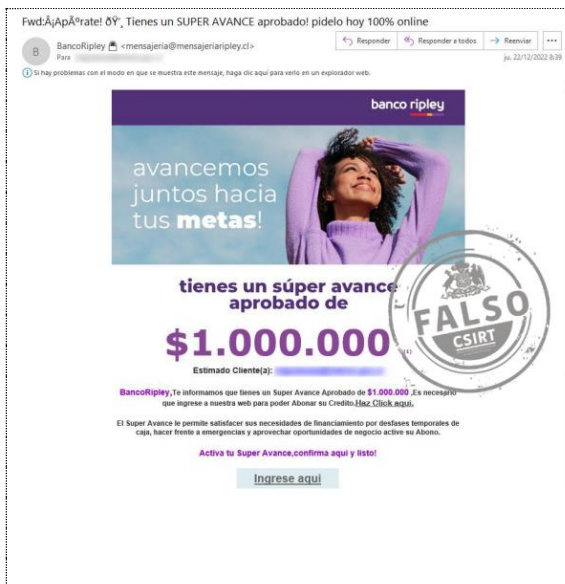 Fwd:Â¡ApÃºrate! ðŸ'¸ Tienes un SUPER AVANCE aprobado! pidelo hoy 100% online
B
BancoRipley <mensajeria@mensajeriaripley.cl>
Para
Responder
Responder a todos
Reenviar
ju. 22/12/2022 9:39
Si hay problemas con el modo en que se muestra este mensaje, haga clic aquí para verlo en un explorador web.
banco ripley
avancemos
juntos hacia
tus metas!
tienes un súper avance
aprobado de
$1.000.000 (1)
FALSO
CSIRT
Estimado Cliente(a):
BancoRipley,Te informamos que tienes un Super Avance Aprobado de $1.000.000 ,Es necesario
que ingrese a nuestra web para poder Abonar su Credito.Haz Click aqui.
El Super Avance le permite satisfacer sus necesidades de financiamiento por desfases temporales de
caja, hacer frente a emergencias y aprovechar oportunidades de negocio active su Abono.
Activa tu Super Avance,confirma aqui y listo!
Ingrese aqui